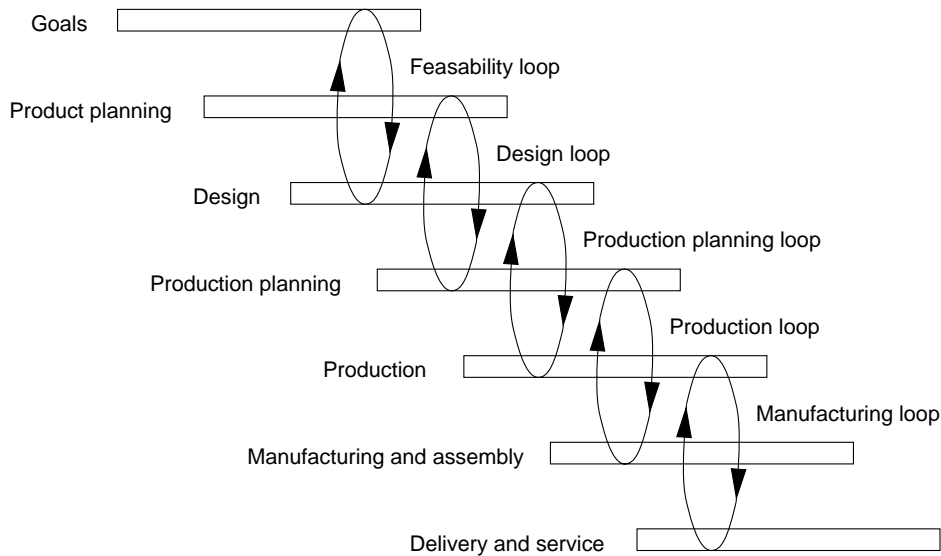 Goals
Feasability loop
Product planning
Design loop
Design
Production planning loop
Production planning
Production loop
Production
Manufacturing loop
Manufacturing and assembly
Delivery and service